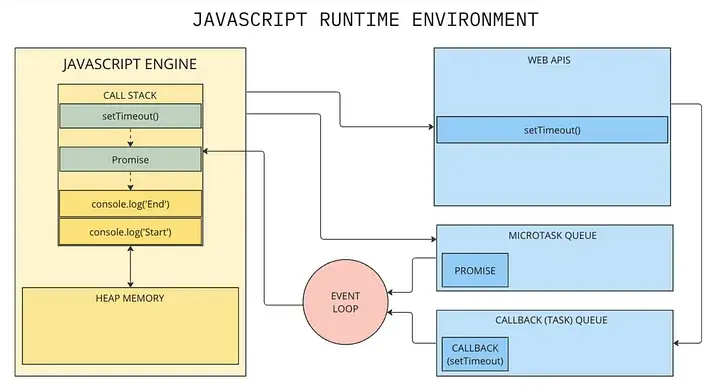 JAVASCRIPT RUNTIME ENVIRONMENT
JAVASCRIPT ENGINE
CALL STACK
setTimeout()
Promise
console.log('End')
console.log('Start')
HEAP MEMORY
WEB APIS
setTimeout()
MICROTASK QUEUE
PROMISE
EVENT
LOOP
CALLBACK (TASK) QUEUE
CALLBACK
(setTimeout)